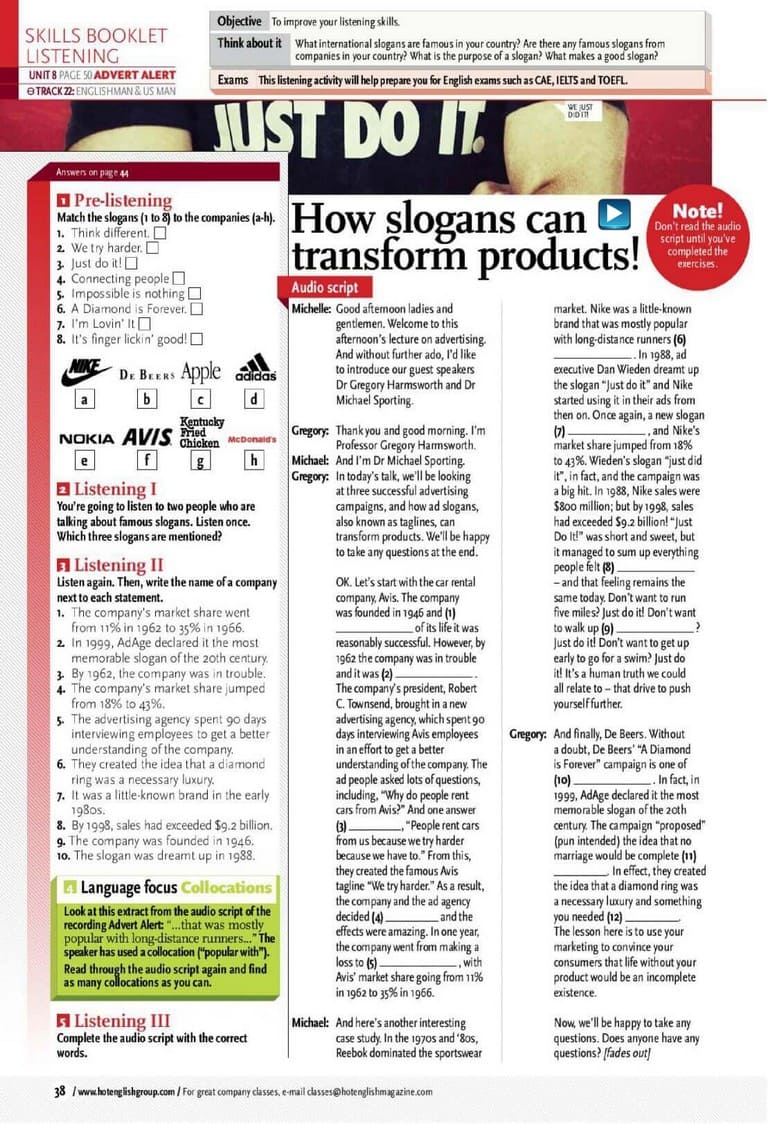 SKILLS BOOKLET
LISTENING
UNIT 8 PAGE 50 ADVERT ALERT
TRACK 22: ENGLISHMAN & US MAN
Objective To improve your listening skills.
Think about it What international slogans are famous in your country? Are there any famous slogans from
companies in your country? What is the purpose of a slogan? What makes a good slogan?
Exams This listening activity will help prepare you for English exams such as CAE, IELTS and TOEFL.
JUST DO IT.
WE JUST
DID IT!
Answers on page 44
1 Pre-listening
Match the slogans (1 to 8) to the companies (a-h).
1. Think different.
2. We try harder.
3. Just do it!
4. Connecting people
5. Impossible is nothing
6. A Diamond is Forever.
7. I'm Lovin' It
8. It's finger lickin' good!
NIKE DE BEERS Apple adidas
a b c d
NOKIA AVIS Kentucky Fried Chicken McDonald's
e f g h
2 Listening I
You're going to listen to two people who are
talking about famous slogans. Listen once.
Which three slogans are mentioned?
3 Listening II
Listen again. Then, write the name of a company
next to each statement.
1. The company's market share went
from 11% in 1962 to 35% in 1966.
2. In 1999, AdAge declared it the most
memorable slogan of the 20th century.
3. By 1962, the company was in trouble.
4. The company's market share jumped
from 18% to 43%.
5. The advertising agency spent 90 days
interviewing employees to get a better
understanding of the company.
6. They created the idea that a diamond
ring was a necessary luxury.
7. It was a little-known brand in the early
1980s.
8. By 1998, sales had exceeded $9.2 billion.
9. The company was founded in 1946.
10. The slogan was dreamt up in 1988.
4 Language focus Collocations
Look at this extract from the audio script of the
recording Advert Alert: "...that was mostly
popular with long-distance runners..." The
speaker has used a collocation ("popular with").
Read through the audio script again and find
as many collocations as you can.
5 Listening III
Complete the audio script with the correct
words.
How slogans can
transform products!
Note!
Don't read the audio
script until you've
completed the
exercises.
Audio script
Michelle: Good afternoon ladies and
gentlemen. Welcome to this
afternoon's lecture on advertising.
And without further ado, I'd like
to introduce our guest speakers
Dr Gregory Harmsworth and Dr
Michael Sporting.
Gregory: Thank you and good morning. I'm
Professor Gregory Harmsworth.
Michael: And I'm Dr Michael Sporting.
Gregory: In today's talk, we'll be looking
at three successful advertising
campaigns, and how ad slogans,
also known as taglines, can
transform products. We'll be happy
to take any questions at the end.
OK. Let's start with the car rental
company, Avis. The company
was founded in 1946 and (1)
____________ of its life it was
reasonably successful. However, by
1962 the company was in trouble
and it was (2) ____________.
The company's president, Robert
C. Townsend, brought in a new
advertising agency, which spent 90
days interviewing Avis employees
in an effort to get a better
understanding of the company. The
ad people asked lots of questions,
including, "Why do people rent
cars from Avis?" And one answer
(3) ________, "People rent cars
from us because we try harder
because we have to." From this,
they created the famous Avis
tagline "We try harder." As a result,
the company and the ad agency
decided (4) ________ and the
effects were amazing. In one year,
the company went from making a
loss to (5) ____________, with
Avis' market share going from 11%
in 1962 to 35% in 1966.
Michael: And here's another interesting
case study. In the 1970s and '80s,
Reebok dominated the sportswear
market. Nike was a little-known
brand that was mostly popular
with long-distance runners (6)
____________. In 1988, ad
executive Dan Wieden dreamt up
the slogan "Just do it" and Nike
started using it in their ads from
then on. Once again, a new slogan
(7) ____________, and Nike's
market share jumped from 18%
to 43%. Wieden's slogan "just did
it", in fact, and the campaign was
a big hit. In 1988, Nike sales were
$800 million; but by 1998, sales
had exceeded $9.2 billion! "Just
Do It!" was short and sweet, but
it managed to sum up everything
people felt (8) ____________
– and that feeling remains the
same today. Don't want to run
five miles? Just do it! Don't want
to walk up (9) ____________?
Just do it! Don't want to get up
early to go for a swim? Just do
it! It's a human truth we could
all relate to – that drive to push
yourself further.
Gregory: And finally, De Beers. Without
a doubt, De Beers' "A Diamond
is Forever" campaign is one of
(10) ____________. In fact, in
1999, AdAge declared it the most
memorable slogan of the 20th
century. The campaign "proposed"
(pun intended) the idea that no
marriage would be complete (11)
________. In effect, they created
the idea that a diamond ring was
a necessary luxury and something
you needed (12) ________.
The lesson here is to use your
marketing to convince your
consumers that life without your
product would be an incomplete
existence.
Now, we'll be happy to take any
questions. Does anyone have any
questions? [fades out]
38 / www.hotenglishgroup.com / For great company classes, e-mail classes@hotenglishmagazine.com